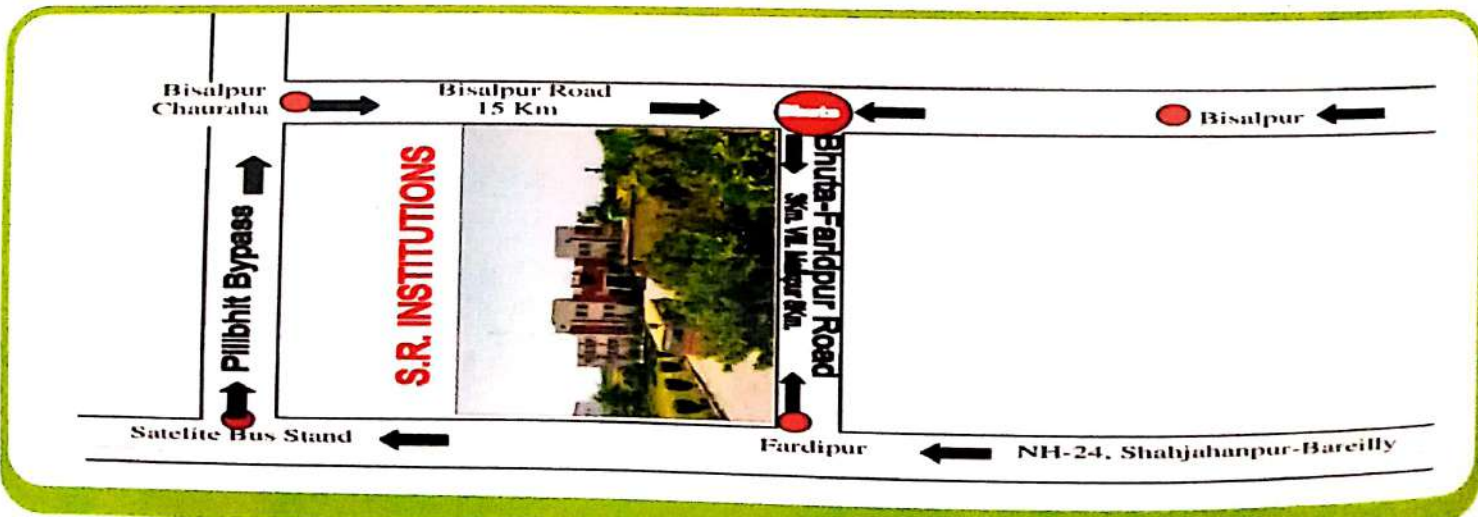 Bisalpur
Chauraha
Bisalpur Road
15 Km
Bisalpur
Pilibhit Bypass
S.R. INSTITUTIONS
Bhuta-Faridpur Road
Satelite Bus Stand
Fardipur
NH-24, Shahjahanpur-Bareilly